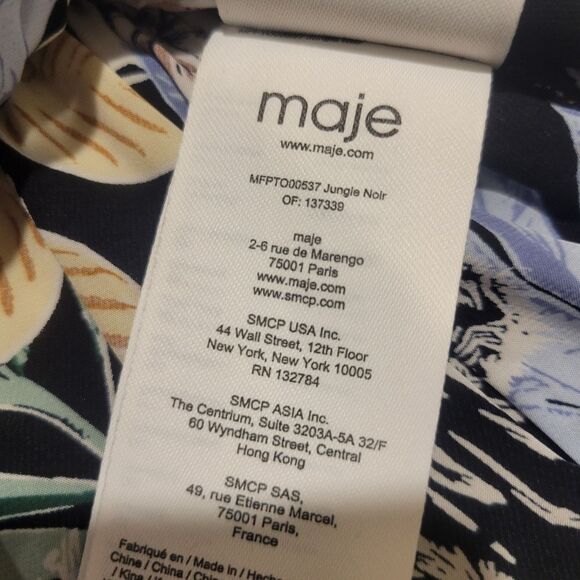 maje
www.maje.com
MFPTO00537 Jungle Noir
OF: 137339
maje
2-6 rue de Marengo
75001 Paris
www.maje.com
www.smcp.com
SMCP USA Inc.
44 Wall Street, 12th Floor
New York, New York 10005
RN 132784
SMCP ASIA Inc.
The Centrium, Suite 3203A-5A 32/F
60 Wyndham Street, Central
Hong Kong
SMCP SAS,
49, rue Etienne Marcel,
75001 Paris,
France
Fabriqué en / Made in / Hecho
China / China / China
/ Kina /